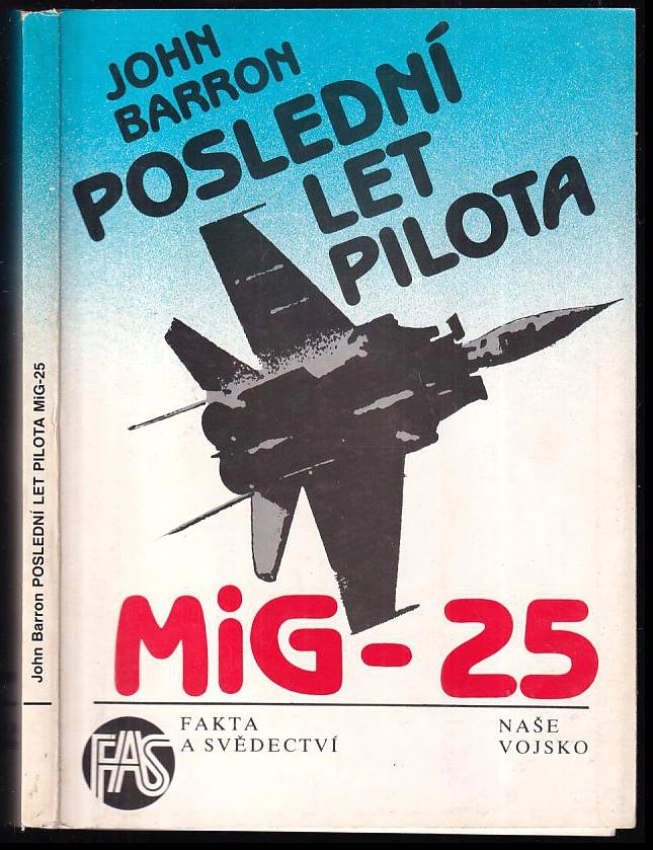 JOHN
BARRON
POSLEDNÍ
LET
PILOTA
MiG-25
FAS
FAKTA
A SVĚDECTVÍ
NAŠE
VOJSKO
John Barron POSLEDNÍ LET PILOTA MiG-25